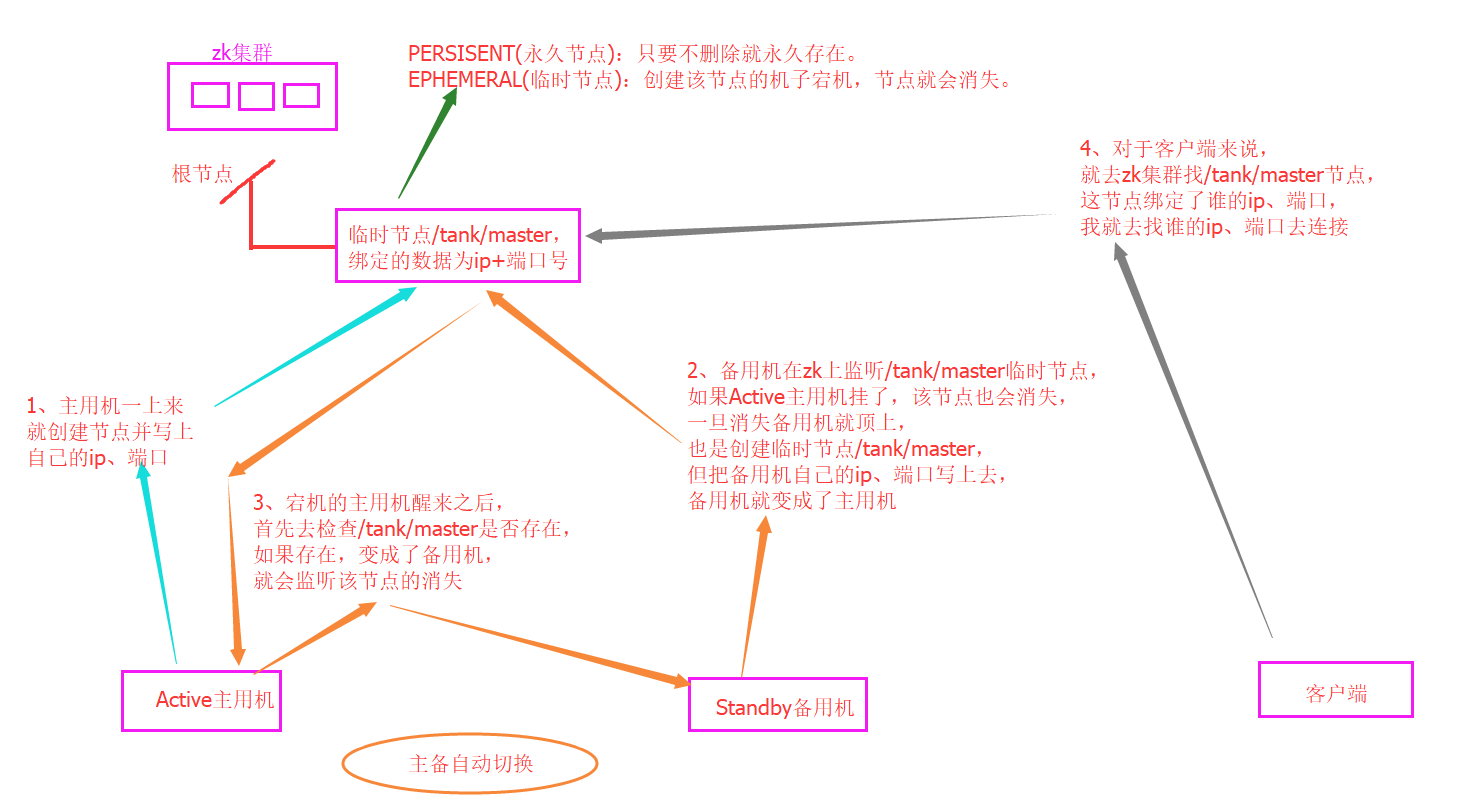 zk集群
PERSISENT(永久节点)：只要不删除就永久存在。
EPHEMERAL(临时节点)：创建该节点的机子宕机，节点就会消失。
根节点
4、对于客户端来说，
就去zk集群找/tank/master节点，
这节点绑定了谁的ip、端口，
我就去找谁的ip、端口去连接
临时节点/tank/master，
绑定的数据为ip+端口号
2、备用机在zk上监听/tank/master临时节点，
如果Active主用机挂了，该节点也会消失，
一旦消失备用机就顶上，
也是创建临时节点/tank/master，
但把备用机自己的ip、端口写上去，
备用机就变成了主用机
1、主用机一上来
就创建节点并写上
自己的ip、端口
3、宕机的主用机醒来之后，
首先去检查/tank/master是否存在，
如果存在，变成了备用机，
就会监听该节点的消失
Active主用机
Standby备用机
客户端
主备自动切换